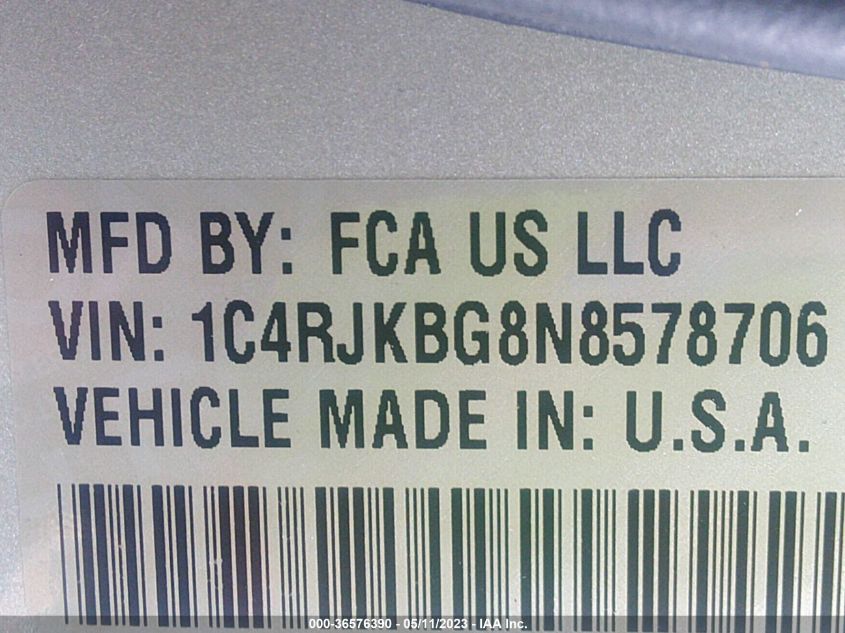 MFD BY: FCA US LLC
VIN: 1C4RJKBG8N8578706
VEHICLE MADE IN: U.S.A.
000-36576390 - 05/11/2023 - IAA Inc.